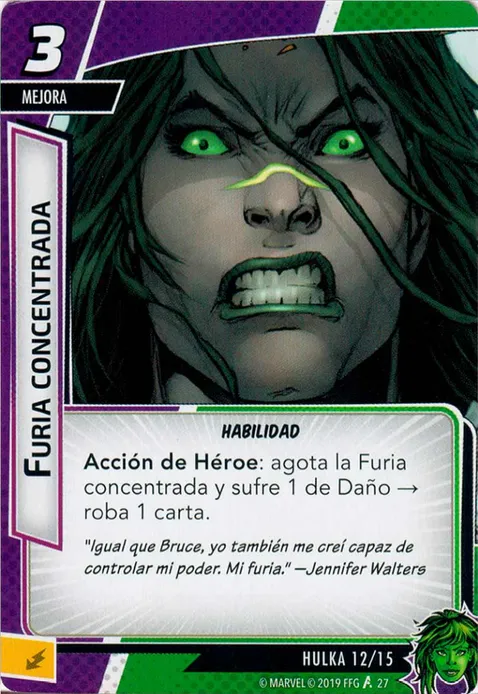 3
MEJORA
FURIA CONCENTRADA
HABILIDAD
Acción de Héroe: agota la Furia
concentrada y sufre 1 de Daño →
roba 1 carta.
"Igual que Bruce, yo también me creí capaz de
controlar mi poder. Mi furia." —Jennifer Walters
HULKA 12/15
© MARVEL © 2019 FFG 27